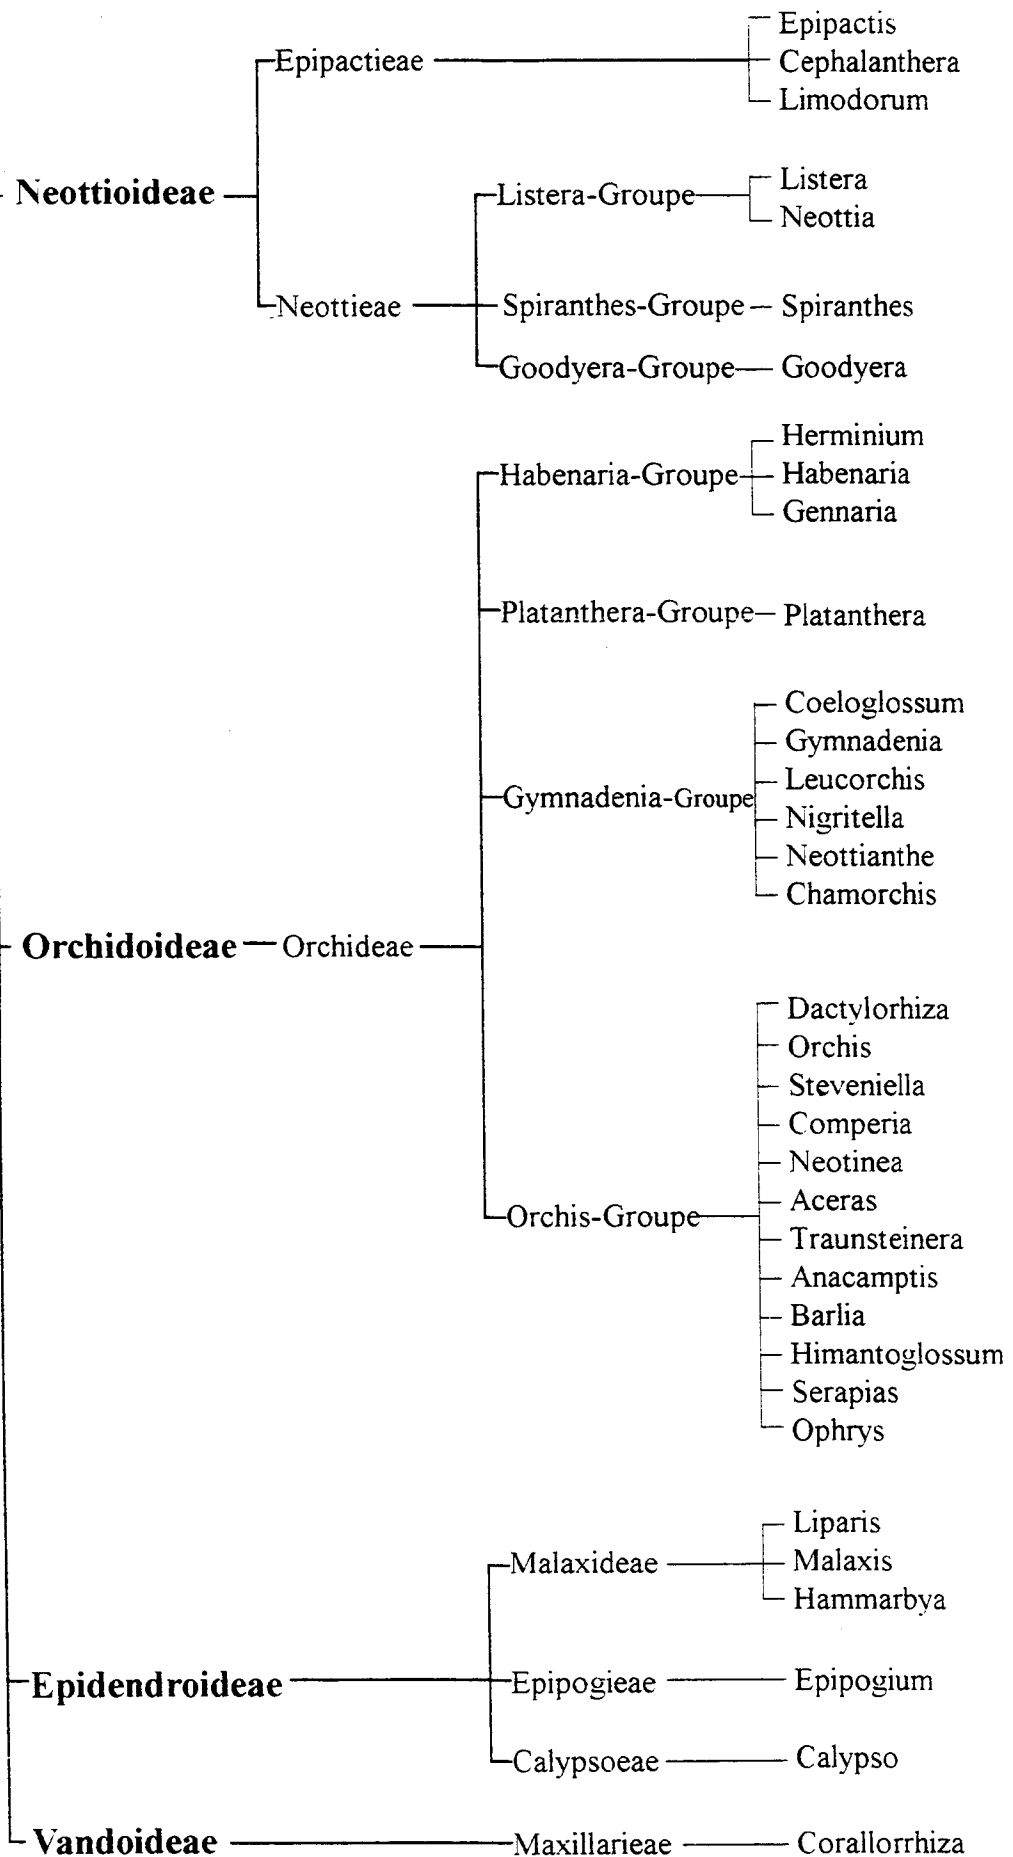 Epipactis
Epipactieae
Cephalanthera
Limodorum
Neottioideae
Listera
Listera-Groupe
Neottia
Neottieae
Spiranthes-Groupe
Spiranthes
Goodyera-Groupe
Goodyera
Herminium
Habenaria-Groupe
Habenaria
Gennaria
Platanthera-Groupe
Platanthera
Coeloglossum
Gymnadenia
Leucorchis
Gymnadenia-Groupe
Nigritella
Neottianthe
Chamorchis
Orchidoideae
Orchideae
Dactylorhiza
Orchis
Steveniella
Comperia
Neotinea
Aceras
Orchis-Groupe
Traunsteinera
Anacamptis
Barlia
Himantoglossum
Serapias
Ophrys
Liparis
Malaxideae
Malaxis
Hammarbya
Epidendroideae
Epipogieae
Epipogium
Calypsoeae
Calypso
Vandoideae
Maxillarieae
Corallorrhiza